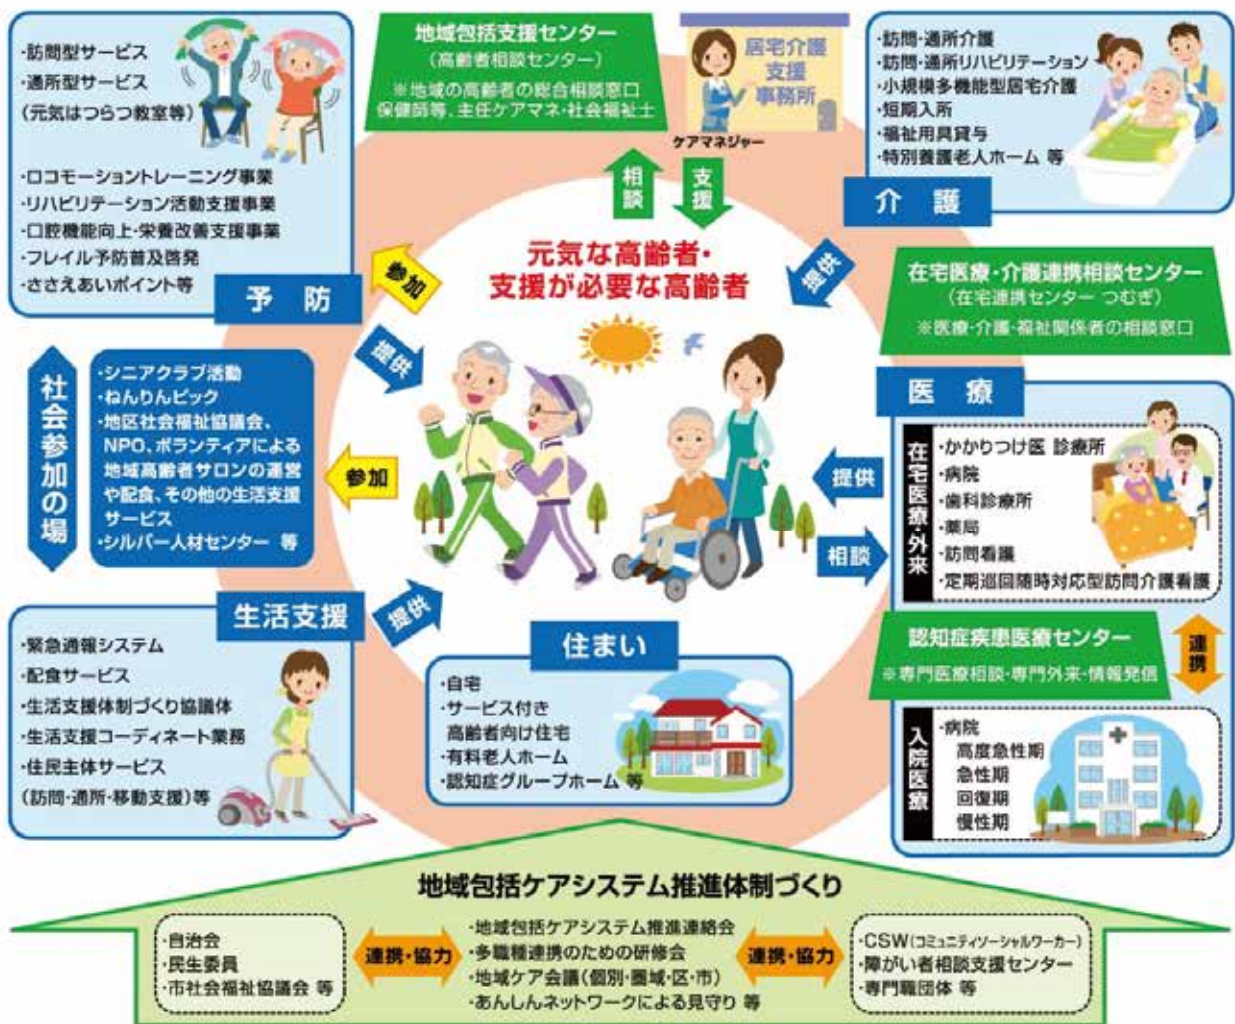 ・訪問型サービス
・通所型サービス
(元気はつらつ教室等)
・ロコモーショントレーニング事業
・リハビリテーション活動支援事業
・口腔機能向上・栄養改善支援事業
・フレイル予防普及啓発
・ささえあいポイント等
予防
地域包括支援センター
(高齢者相談センター)
※地域の高齢者の総合相談窓口
保健師等、主任ケアマネ・社会福祉士
居宅介護
支援
事務所
ケアマネジャー
相談
支援
・訪問・通所介護
・訪問・通所リハビリテーション
・小規模多機能型居宅介護
・短期入所
・福祉用具貸与
・特別養護老人ホーム 等
介護
元気な高齢者・
支援が必要な高齢者
参加
提供
提供
在宅医療・介護連携相談センター
(在宅連携センター つむぎ)
※医療・介護・福祉関係者の相談窓口
社会参加の場
・シニアクラブ活動
・ねんりんピック
・地区社会福祉協議会、
NPO、ボランティアによる
地域高齢者サロンの運営
や配食、その他の生活支援
サービス
・シルバー人材センター 等
参加
提供
相談
医療
在宅医療・外来
・かかりつけ医 診療所
・病院
・歯科診療所
・薬局
・訪問看護
・定期巡回随時対応型訪問介護看護
認知症疾患医療センター
※専門医療相談・専門外来・情報発信
連携
入院医療
・病院
高度急性期
急性期
回復期
慢性期
生活支援
提供
・緊急通報システム
・配食サービス
・生活支援体制づくり協議体
・生活支援コーディネート業務
・住民主体サービス
(訪問・通所・移動支援)等
住まい
・自宅
・サービス付き
高齢者向け住宅
・有料老人ホーム
・認知症グループホーム 等
地域包括ケアシステム推進体制づくり
・自治会
・民生委員
・市社会福祉協議会 等
連携・協力
・地域包括ケアシステム推進連絡会
・多職種連携のための研修会
・地域ケア会議(個別・圏域・区・市)
・あんしんネットワークによる見守り 等
連携・協力
・CSW(コミュニティソーシャルワーカー)
・障がい者相談支援センター
・専門職団体 等